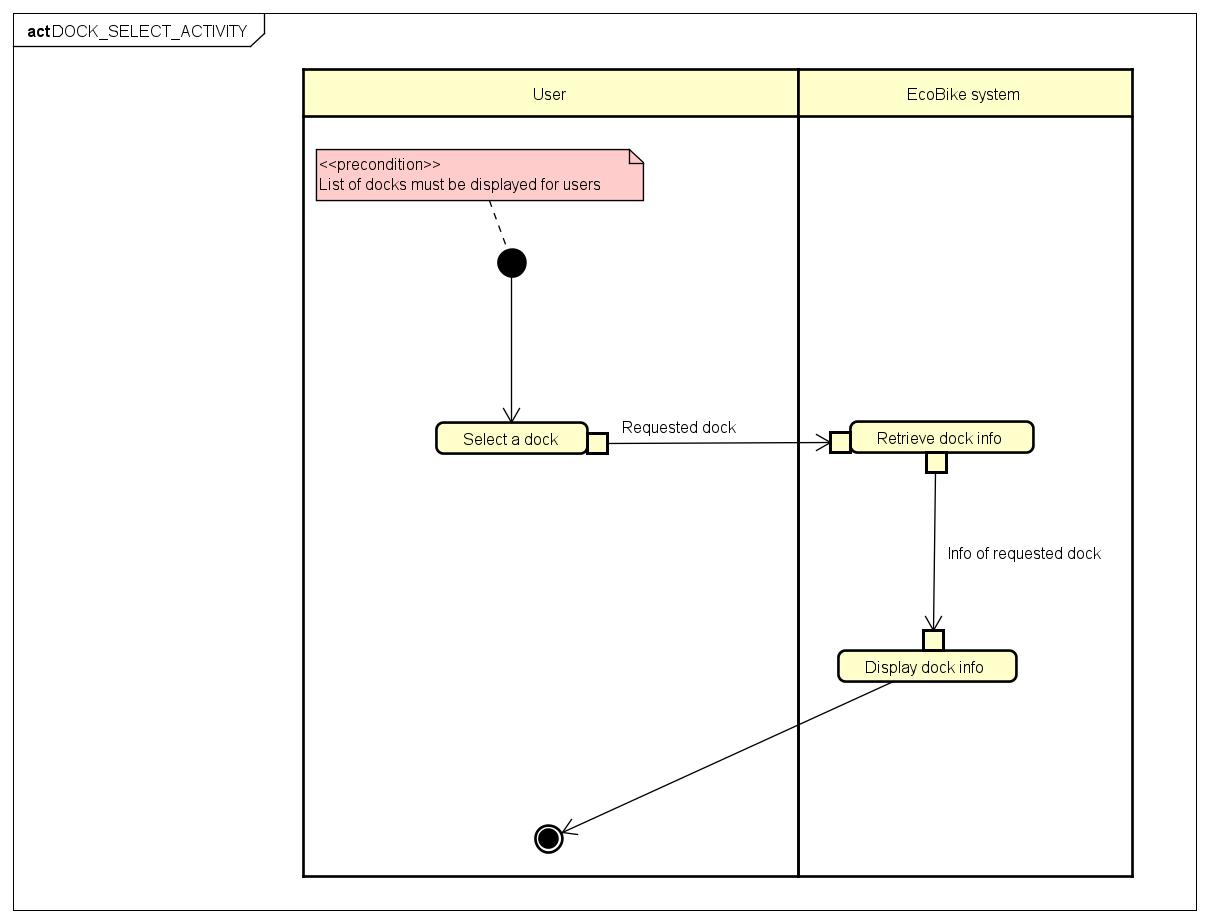 act DOCK_SELECT_ACTIVITY
User
EcoBike system
<<precondition>>
List of docks must be displayed for users
Requested dock
Select a dock
Retrieve dock info
Info of requested dock
Display dock info